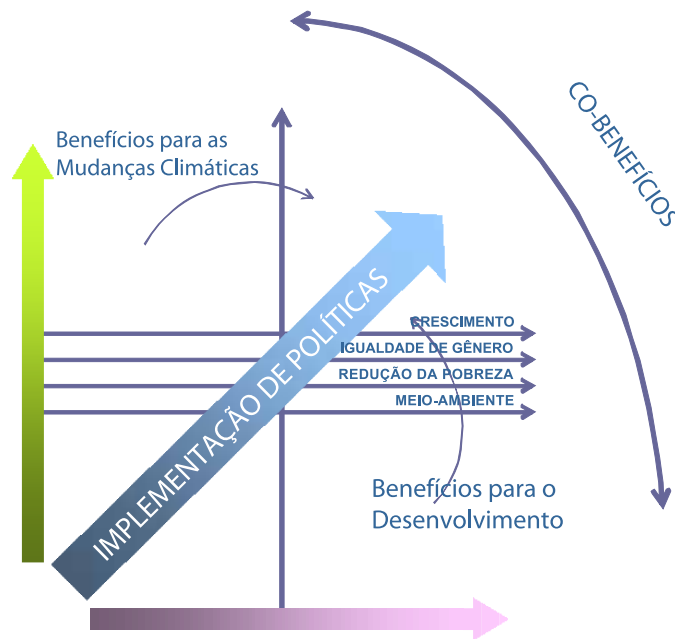 CO-BENEFÍCIOS
Benefícios para as
Mudanças Climáticas
IMPLEMENTAÇÃO DE POLÍTICAS
CRESCIMENTO
IGUALDADE DE GÊNERO
REDUÇÃO DA POBREZA
MEIO-AMBIENTE
Benefícios para o
Desenvolvimento